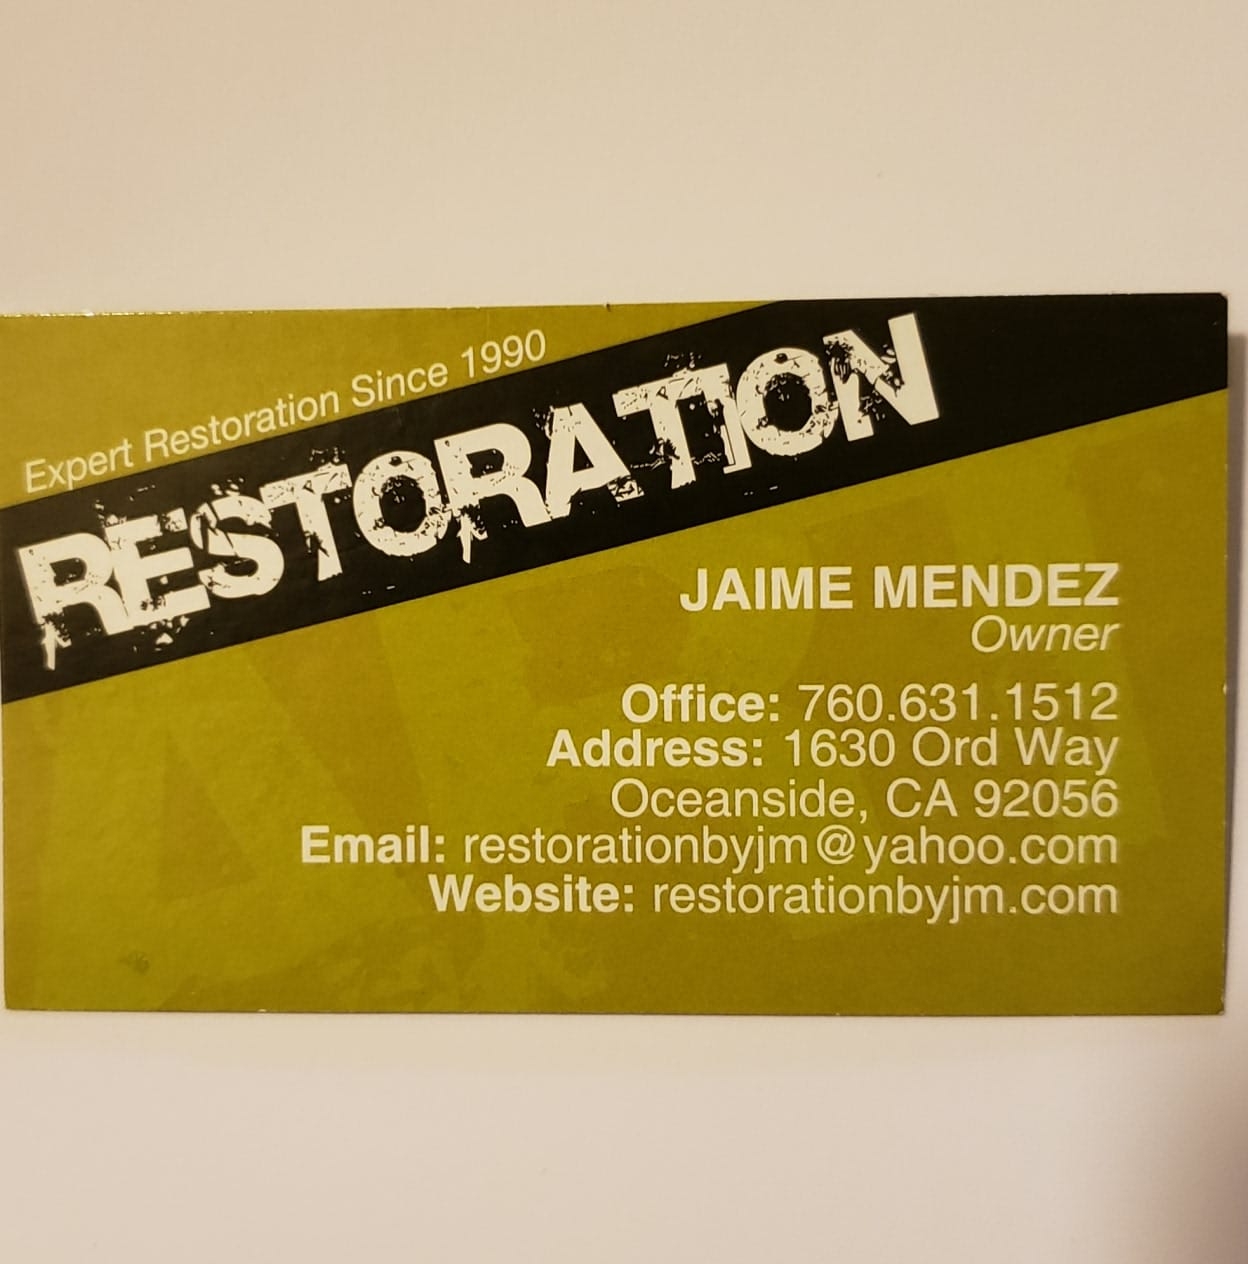 Expert Restoration Since 1990
RESTORATION
JAIME MENDEZ
Owner
Office: 760.631.1512
Address: 1630 Ord Way
Oceanside, CA 92056
Email: restorationbyjm@yahoo.com
Website: restorationbyjm.com